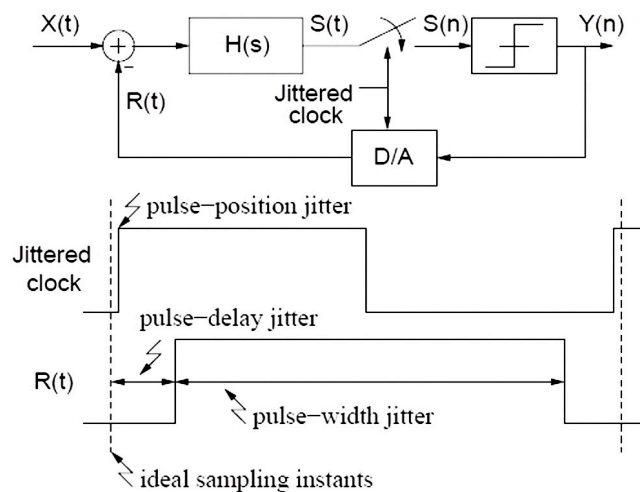 X(t)
+
−
H(s)
S(t)
S(n)
Y(n)
R(t)
Jittered
clock
D/A
pulse−position jitter
Jittered
clock
pulse−delay jitter
R(t)
pulse−width jitter
ideal sampling instants